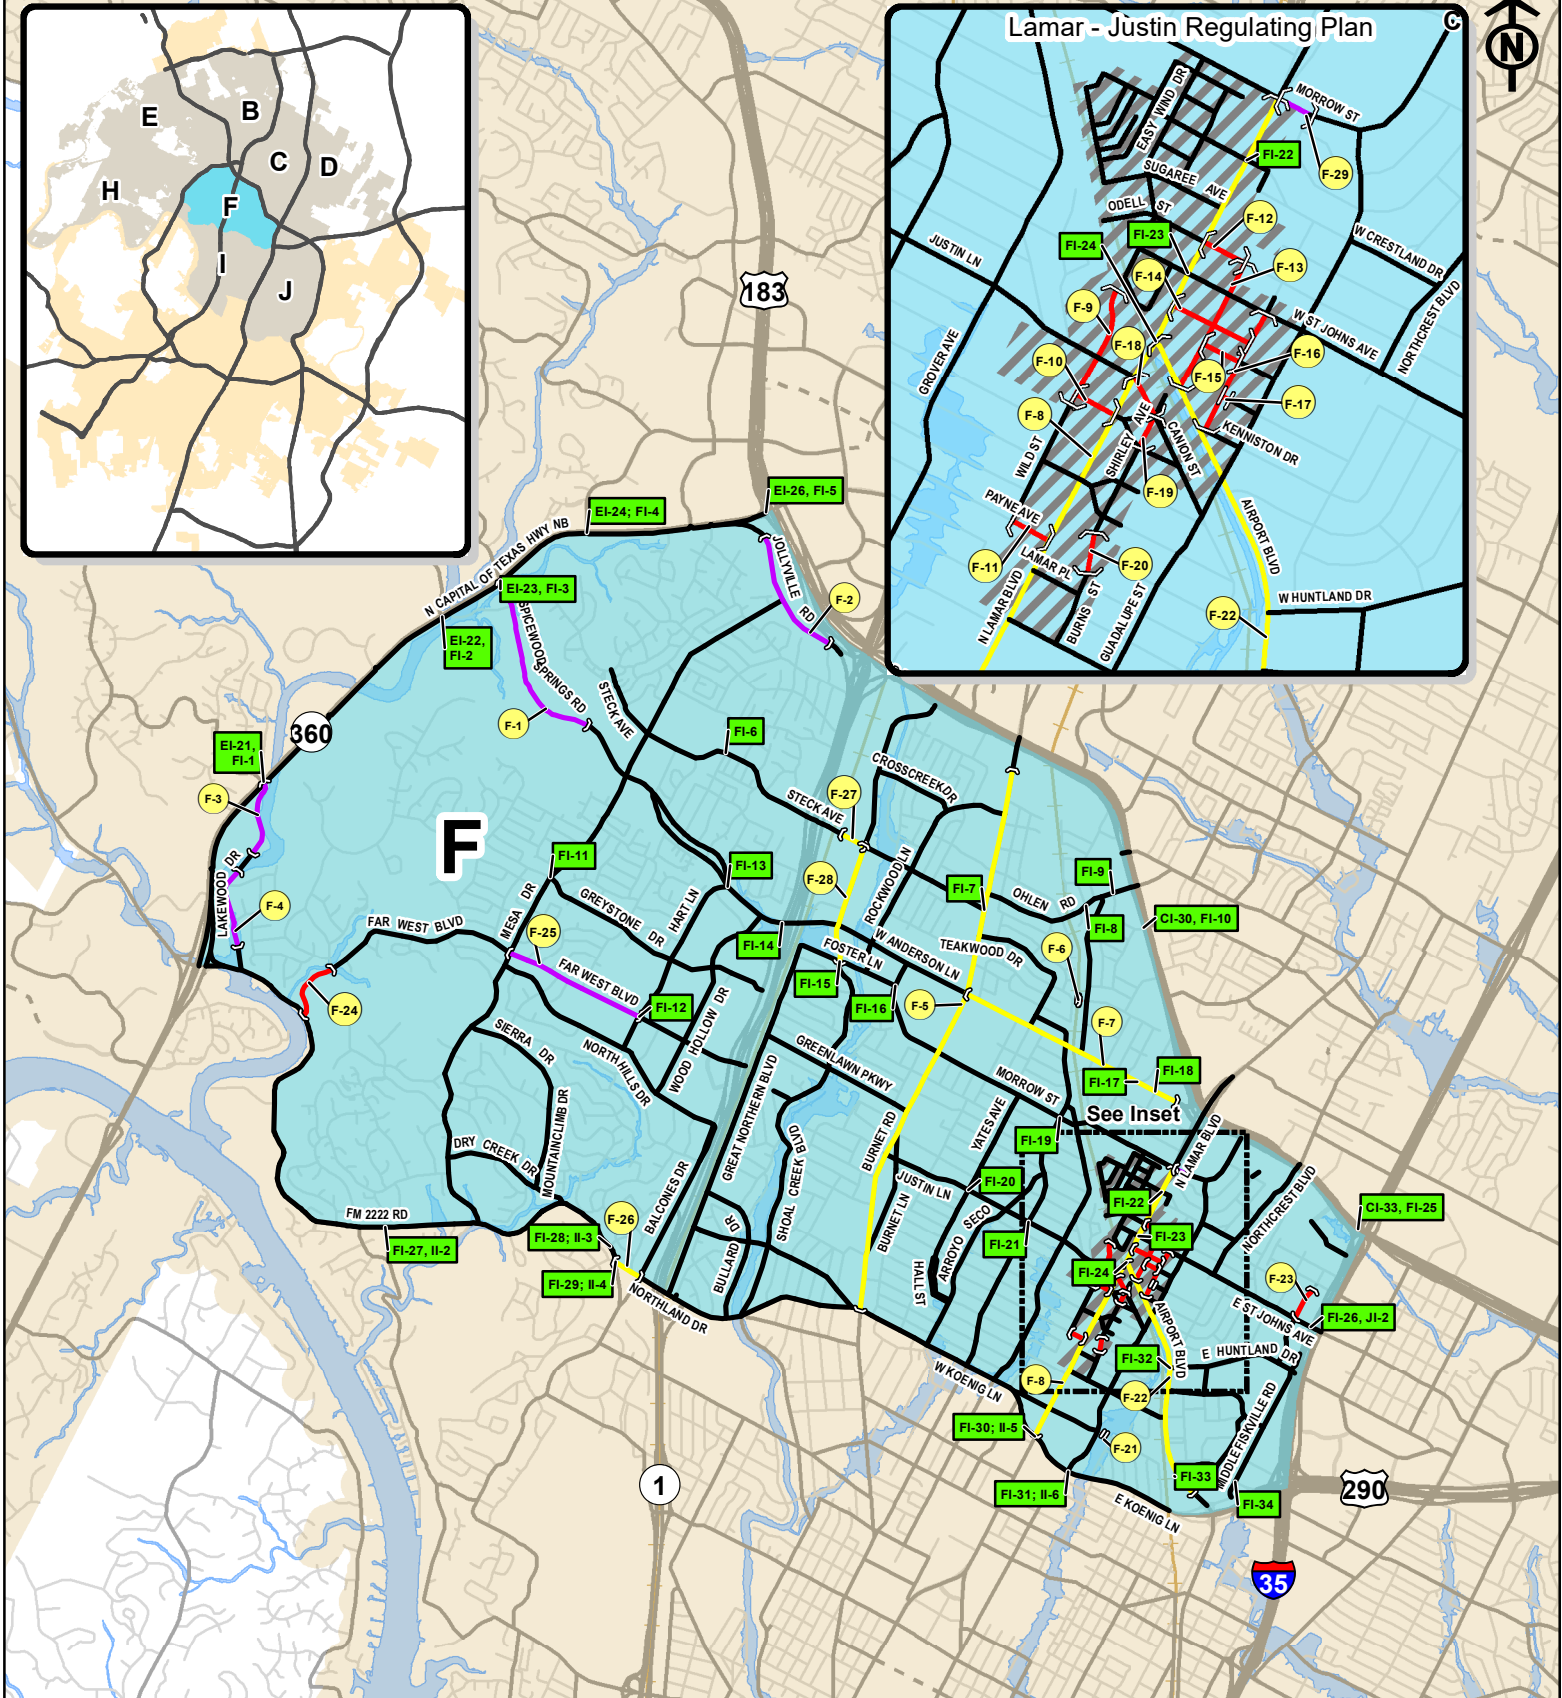 E
B
C
D
H
F
I
J
Lamar - Justin Regulating Plan
C
N
MORROW ST
EASY WIND DR
FI-22
F-29
SUGAREE AVE
ODELL ST
F-12
FI-23
FI-24
W CRESTLAND DR
JUSTIN LN
F-14
F-13
F-9
NORTHCREST BLVD
W ST JOHNS AVE
F-18
GROVER AVE
F-10
F-16
F-15
F-8
F-17
SHIRLEY AVE
CANION ST
KENNISTON DR
WILD ST
F-19
PAYNE AVE
AIRPORT BLVD
F-11
LAMAR PL
F-20
N LAMAR BLVD
BURNS ST
GUADALUPE ST
W HUNTLAND DR
F-22
183
EI-26, FI-5
EI-24; FI-4
N CAPITAL OF TEXAS HWY NB
JOLLYVILLE RD
EI-23, FI-3
F-2
EI-22,
FI-2
SPICEWOOD SPRINGS RD
STECK AVE
F-1
360
EI-21,
FI-1
FI-6
F-3
CROSSCREEK DR
F-27
STECK AVE
F
LAKEWOOD DR
FI-11
FI-13
F-28
ROCKWOOD LN
FI-7
FI-9
OHLEN RD
F-4
MESA DR
GREYSTONE DR
HART LN
FI-8
CI-30, FI-10
FAR WEST BLVD
F-25
FI-14
W ANDERSON LN
TEAKWOOD DR
F-6
FOSTER LN
FAR WEST BLVD
FI-15
FI-16
F-5
FI-12
F-24
WOOD HOLLOW DR
F-7
SIERRA DR
NORTH HILLS DR
GREENLAWN PKWY
MORROW ST
FI-17
FI-18
See Inset
GREAT NORTHERN BLVD
YATES AVE
BURNET RD
FI-19
N LAMAR BLVD
DRY CREEK DR
MOUNTAINCLIMB DR
SHOAL CREEK BLVD
JUSTIN LN
FI-20
FI-22
NORTHCREST BLVD
BALCONES DR
FM 2222 RD
F-26
BURNET LN
ARROYO SECO
CI-33, FI-25
FI-27, II-2
FI-28; II-3
BULLARD DR
FI-21
FI-23
FI-24
FI-29; II-4
HALL ST
F-23
NORTHLAND DR
E ST JOHNS AVE
FI-26, JI-2
AIRPORT BLVD
FI-32
E HUNTLAND DR
W KOENIG LN
F-8
F-22
FI-30; II-5
F-21
MIDDLE FISKVILLE RD
1
FI-31; II-6
FI-33
290
E KOENIG LN
FI-34
35